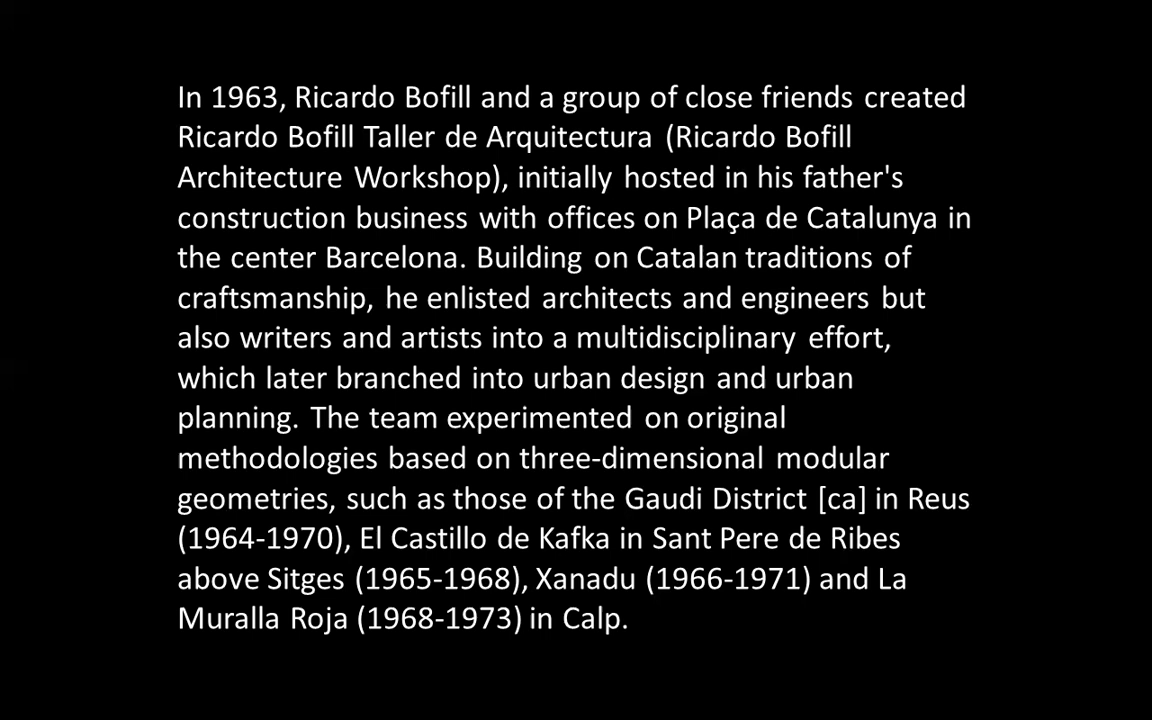 In 1963, Ricardo Bofill and a group of close friends created
Ricardo Bofill Taller de Arquitectura (Ricardo Bofill
Architecture Workshop), initially hosted in his father's
construction business with offices on Plaça de Catalunya in
the center Barcelona. Building on Catalan traditions of
craftsmanship, he enlisted architects and engineers but
also writers and artists into a multidisciplinary effort,
which later branched into urban design and urban
planning. The team experimented on original
methodologies based on three-dimensional modular
geometries, such as those of the Gaudi District [ca] in Reus
(1964-1970), El Castillo de Kafka in Sant Pere de Ribes
above Sitges (1965-1968), Xanadu (1966-1971) and La
Muralla Roja (1968-1973) in Calp.